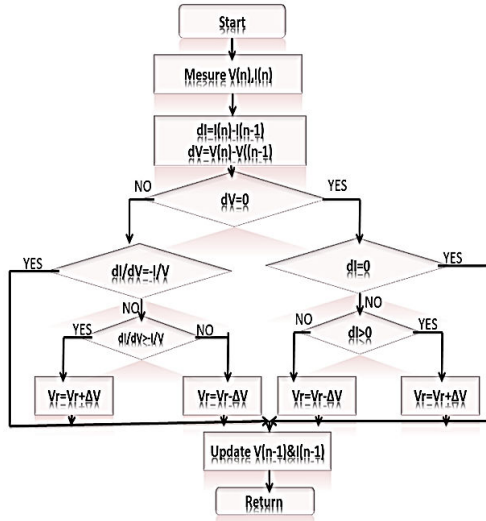 Start
Mesure V(n),I(n)
dI=I(n)-I(n-1)
dV=V(n)-V((n-1)
NO
YES
dV=0
YES
dI/dV=-I/V
dI=0
YES
NO
NO
YES
dI/dV>-I/V
NO
NO
dI>0
YES
Vr=Vr+ΔV
Vr=Vr-ΔV
Vr=Vr-ΔV
Vr=Vr+ΔV
Update V(n-1)&I(n-1)
Return